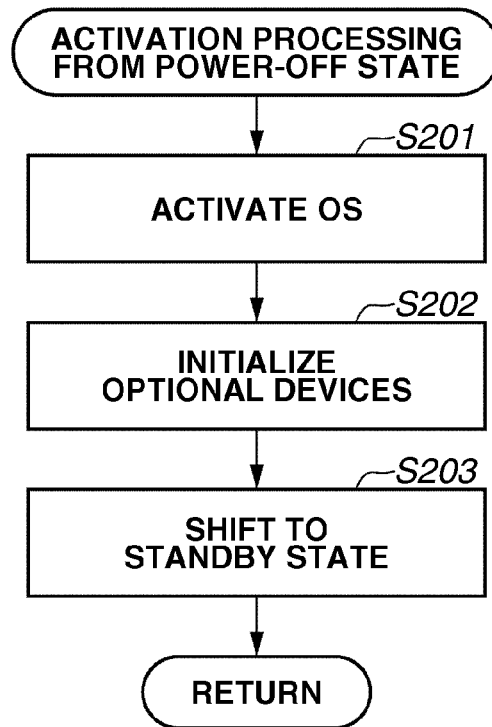 ACTIVATION PROCESSING
FROM POWER-OFF STATE
S201
ACTIVATE OS
S202
INITIALIZE
OPTIONAL DEVICES
S203
SHIFT TO
STANDBY STATE
RETURN